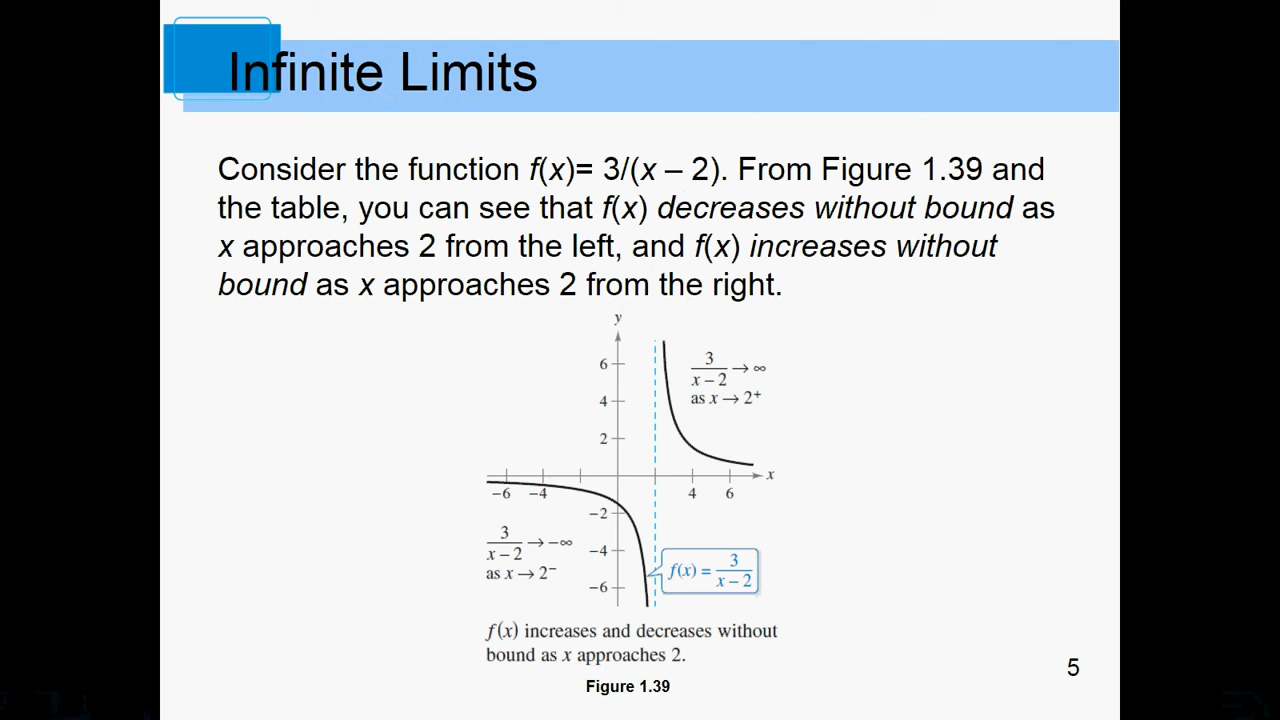 Infinite Limits
Consider the function f(x)= 3/(x – 2). From Figure 1.39 and
the table, you can see that f(x) decreases without bound as
x approaches 2 from the left, and f(x) increases without
bound as x approaches 2 from the right.
y
6
4
2
-2
-4
-6
-6 -4 4 6 x
3
x – 2 → ∞
as x → 2⁺
3
x – 2 → –∞
as x → 2⁻
f(x) = 3
x – 2
f(x) increases and decreases without
bound as x approaches 2.
Figure 1.39
5